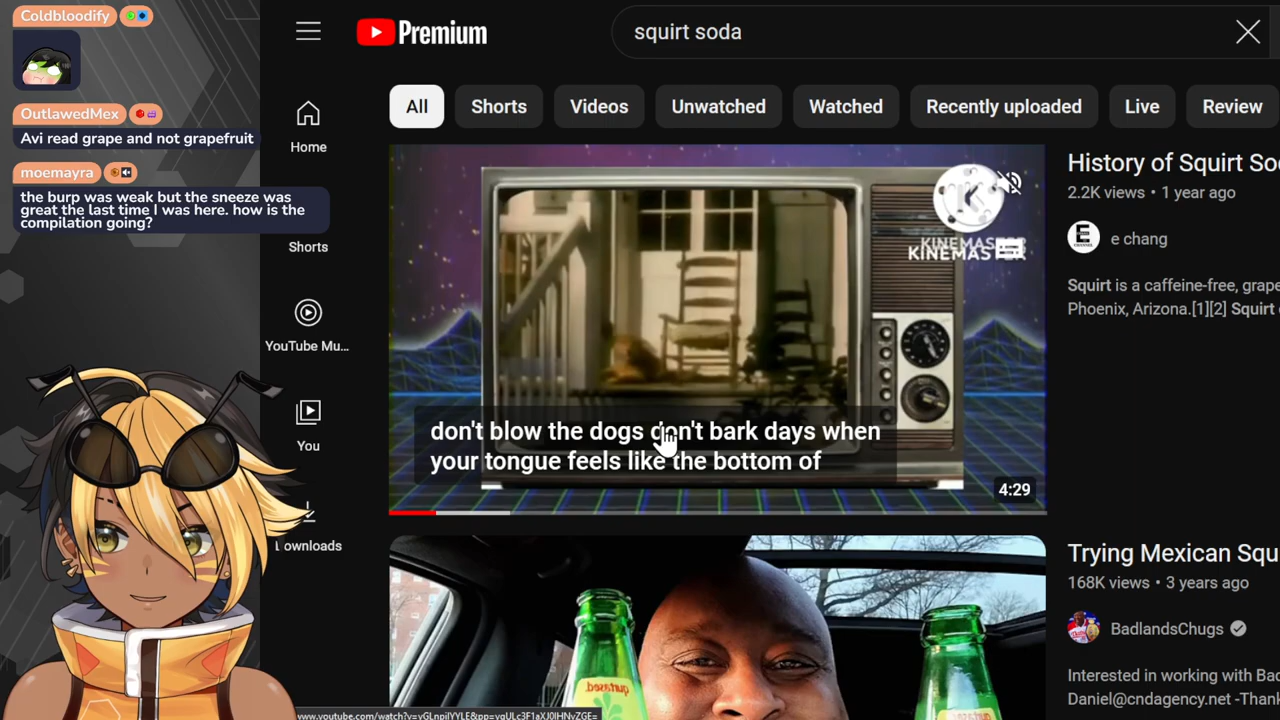 Coldbloodify
OutlawedMex
Avi read grape and not grapefruit
moemayra
the burp was weak but the sneeze was
great the last time I was here. how is the
compilation going?
Premium
squirt soda
All
Shorts
Videos
Unwatched
Watched
Recently uploaded
Live
Review
Home
Shorts
YouTube Mu...
You
ownloads
K
KINEMASTER
KINEMASTER
don't blow the dogs don't bark days when
your tongue feels like the bottom of
4:29
History of Squirt So
2.2K views • 1 year ago
E
e chang
Squirt is a caffeine-free, grape
Phoenix, Arizona.[1][2] Squirt
Trying Mexican Squ
168K views • 3 years ago
BadlandsChugs
Interested in working with Bad
Daniel@cndagency.net -Thank